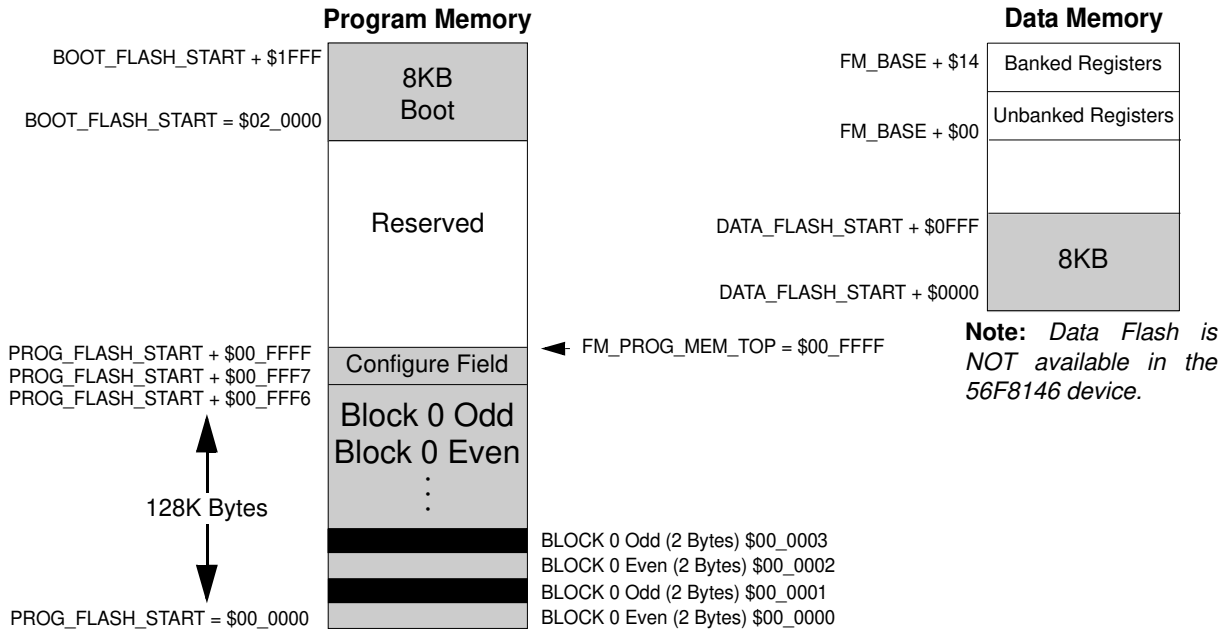 Program Memory
BOOT_FLASH_START + $1FFF
8KB
Boot
BOOT_FLASH_START = $02_0000
Reserved
PROG_FLASH_START + $00_FFFF
Configure Field
FM_PROG_MEM_TOP = $00_FFFF
PROG_FLASH_START + $00_FFF7
PROG_FLASH_START + $00_FFF6
Block 0 Odd
Block 0 Even
128K Bytes
BLOCK 0 Odd (2 Bytes) $00_0003
BLOCK 0 Even (2 Bytes) $00_0002
BLOCK 0 Odd (2 Bytes) $00_0001
PROG_FLASH_START = $00_0000
BLOCK 0 Even (2 Bytes) $00_0000
Data Memory
FM_BASE + $14
Banked Registers
Unbanked Registers
FM_BASE + $00
DATA_FLASH_START + $0FFF
8KB
DATA_FLASH_START + $0000
Note: Data Flash is
NOT available in the
56F8146 device.